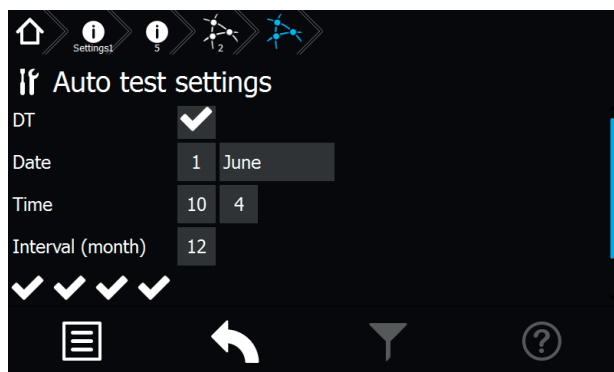 Settings1 5 2
Auto test settings
DT
Date 1 June
Time 10 4
Interval (month) 12